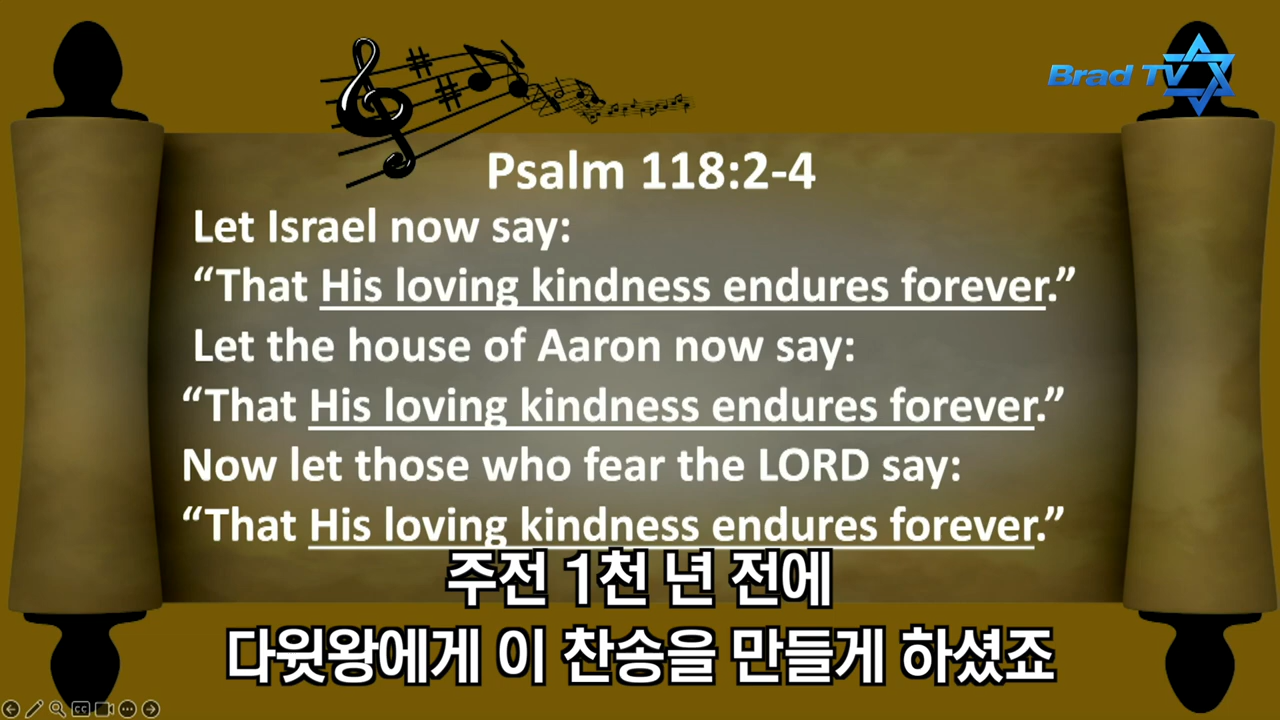 Brad TV
Psalm 118:2-4
Let Israel now say:
“That His loving kindness endures forever.”
Let the house of Aaron now say:
“That His loving kindness endures forever.”
Now let those who fear the LORD say:
“That His loving kindness endures forever.”
주전 1천 년 전에
다윗왕에게 이 찬송을 만들게 하셨죠
CC